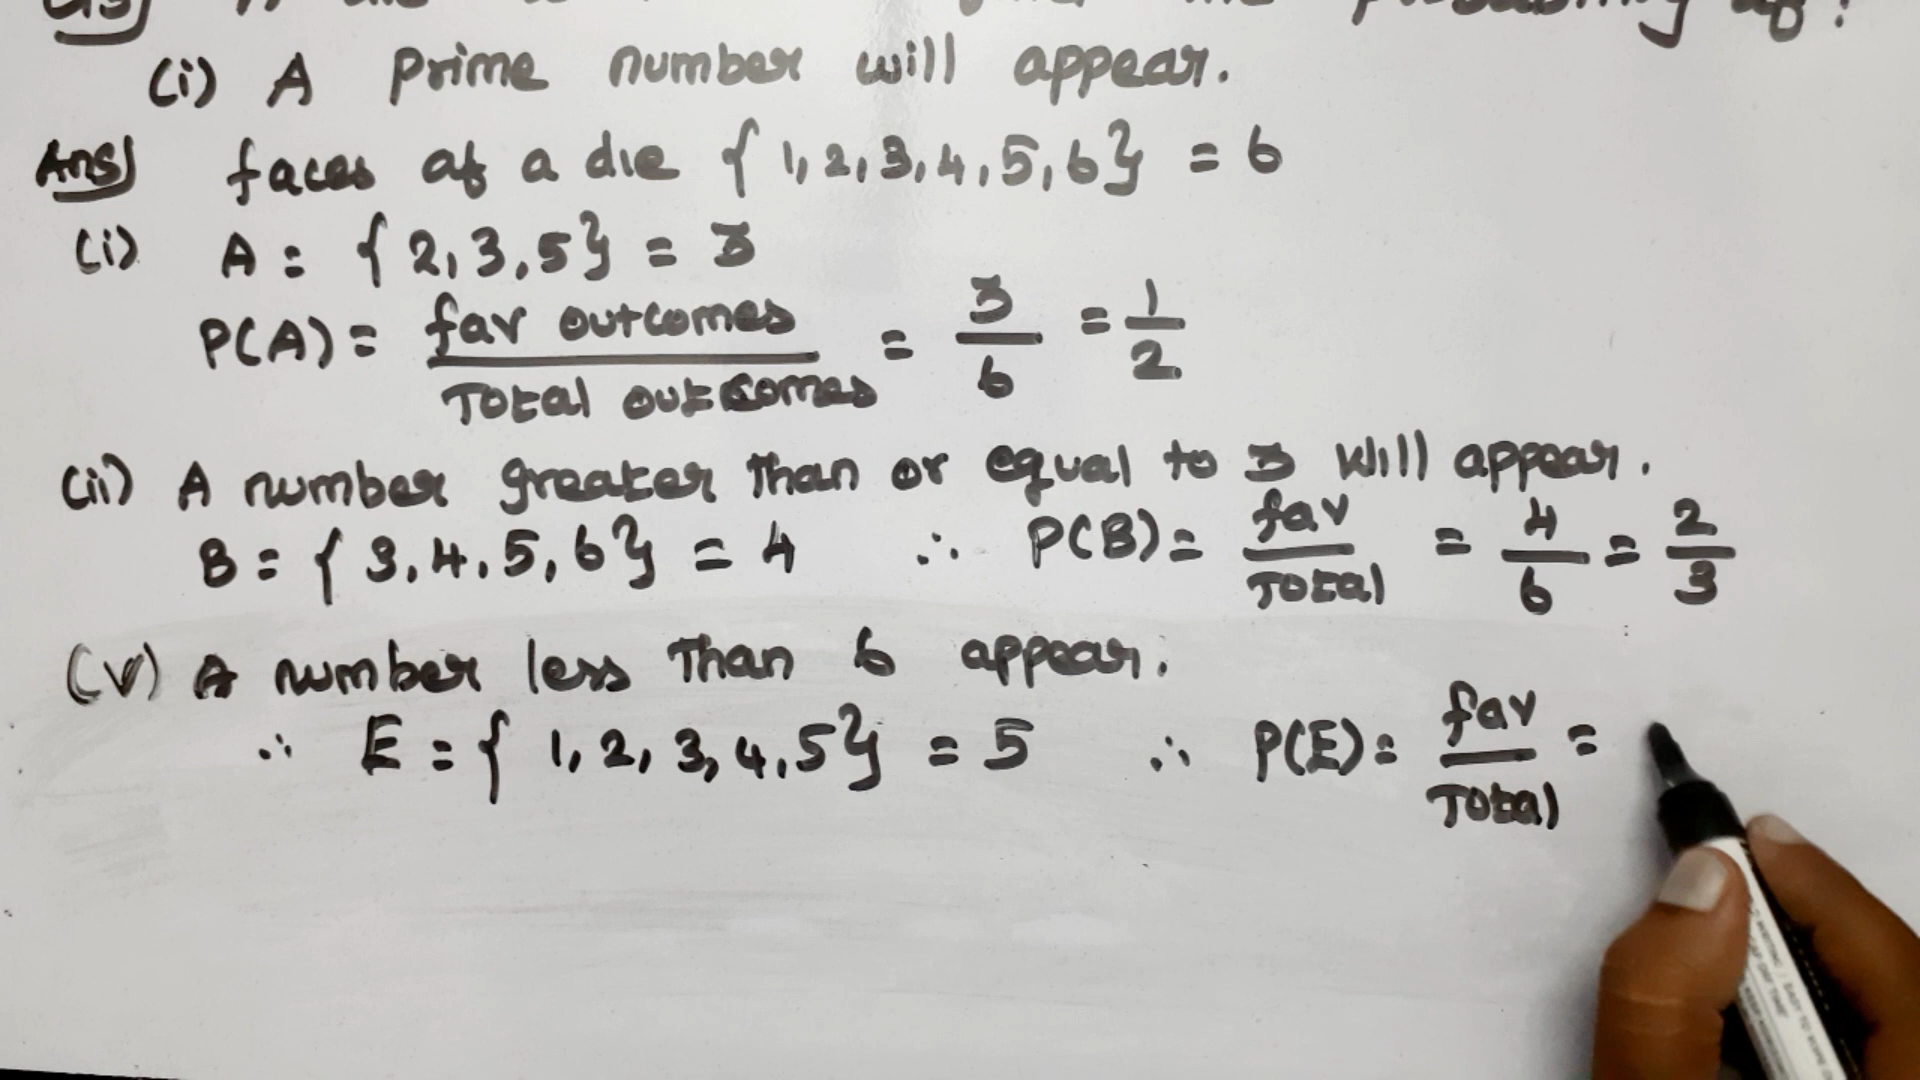 probability of :
(i) A prime number will appear.
Ans) faces of a die { 1, 2, 3, 4, 5, 6} = 6
(i) A = { 2, 3, 5} = 3
P(A) = fav outcomes / Total outcomes = 3/6 = 1/2
(ii) A number greater than or equal to 3 will appear.
B = { 3, 4, 5, 6} = 4 ∴ P(B) = fav / Total = 4/6 = 2/3
(v) A number less than 6 appear.
∴ E = { 1, 2, 3, 4, 5} = 5 ∴ P(E) = fav / Total =